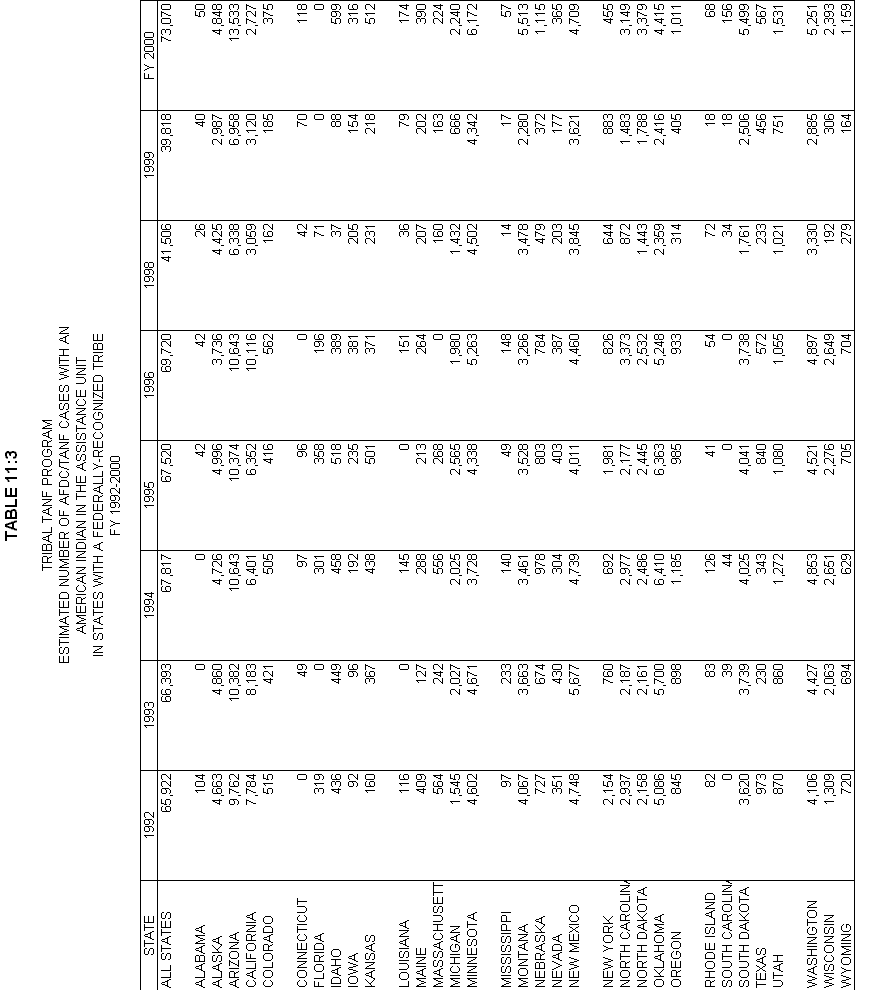 TABLE 11:3
TRIBAL TANF PROGRAM
ESTIMATED NUMBER OF AFDC/TANF CASES WITH AN
AMERICAN INDIAN IN THE ASSISTANCE UNIT
IN STATES WITH A FEDERALLY-RECOGNIZED TRIBE
FY 1992-2000
STATE 1992 1993 1994 1995 1996 1998 1999 FY 2000
ALL STATES 65,922 66,393 67,817 67,520 69,720 41,506 39,818 73,070
ALABAMA 104 0 0 42 42 26 40 50
ALASKA 4,663 4,860 4,726 4,996 3,736 4,425 2,987 4,848
ARIZONA 9,762 10,382 10,643 10,374 10,643 6,338 6,958 13,533
CALIFORNIA 7,784 8,183 6,401 6,352 10,116 3,059 3,120 2,727
COLORADO 515 421 505 416 562 162 185 375
CONNECTICUT 0 49 97 96 0 42 70 118
FLORIDA 319 0 301 358 196 71 0 0
IDAHO 436 449 458 518 389 37 88 599
IOWA 92 96 192 235 381 205 154 316
KANSAS 160 367 438 501 371 231 218 512
LOUISIANA 116 0 145 0 151 36 79 174
MAINE 409 127 288 213 264 207 202 390
MASSACHUSETT 564 242 556 268 0 160 163 224
MICHIGAN 1,545 2,027 2,025 2,565 1,980 1,432 666 2,240
MINNESOTA 4,602 4,671 3,728 4,338 5,263 4,502 4,342 6,172
MISSISSIPPI 97 233 140 49 148 14 17 57
MONTANA 4,067 3,663 3,461 3,528 3,266 3,478 2,280 5,513
NEBRASKA 727 674 978 803 784 479 372 1,115
NEVADA 351 430 304 403 387 203 177 365
NEW MEXICO 4,748 5,677 4,739 4,011 4,460 3,845 3,621 4,709
NEW YORK 2,154 760 692 1,981 826 644 883 455
NORTH CAROLINA 2,937 2,187 2,977 2,177 3,373 872 1,483 3,149
NORTH DAKOTA 2,158 2,161 2,486 2,445 2,532 1,443 1,788 3,379
OKLAHOMA 5,086 5,700 6,410 6,363 5,248 2,359 2,416 4,415
OREGON 845 898 1,185 985 933 314 405 1,011
RHODE ISLAND 82 83 126 41 54 72 18 68
SOUTH CAROLINA 0 39 44 0 0 34 18 156
SOUTH DAKOTA 3,620 3,739 4,025 4,041 3,738 1,761 2,506 5,499
TEXAS 973 230 343 840 572 233 456 567
UTAH 870 860 1,272 1,080 1,055 1,021 751 1,531
WASHINGTON 4,106 4,427 4,853 4,521 4,897 3,330 2,885 5,251
WISCONSIN 1,309 2,063 2,651 2,276 2,649 192 306 2,393
WYOMING 720 694 629 705 704 279 164 1,159